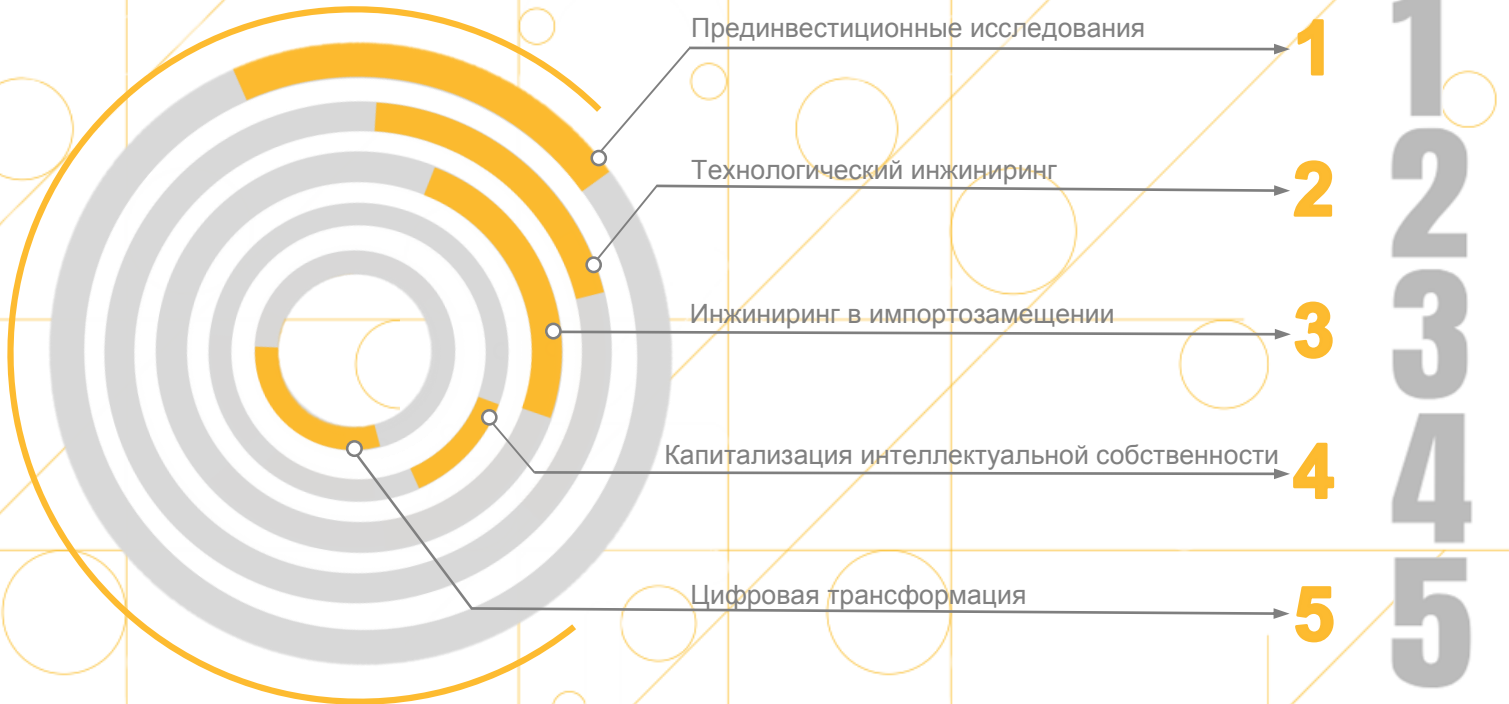 Прединвестиционные исследования
1
1
Технологический инжиниринг
2
2
Инжиниринг в импортозамещении
3
3
Капитализация интеллектуальной собственности
4
4
Цифровая трансформация
5
5